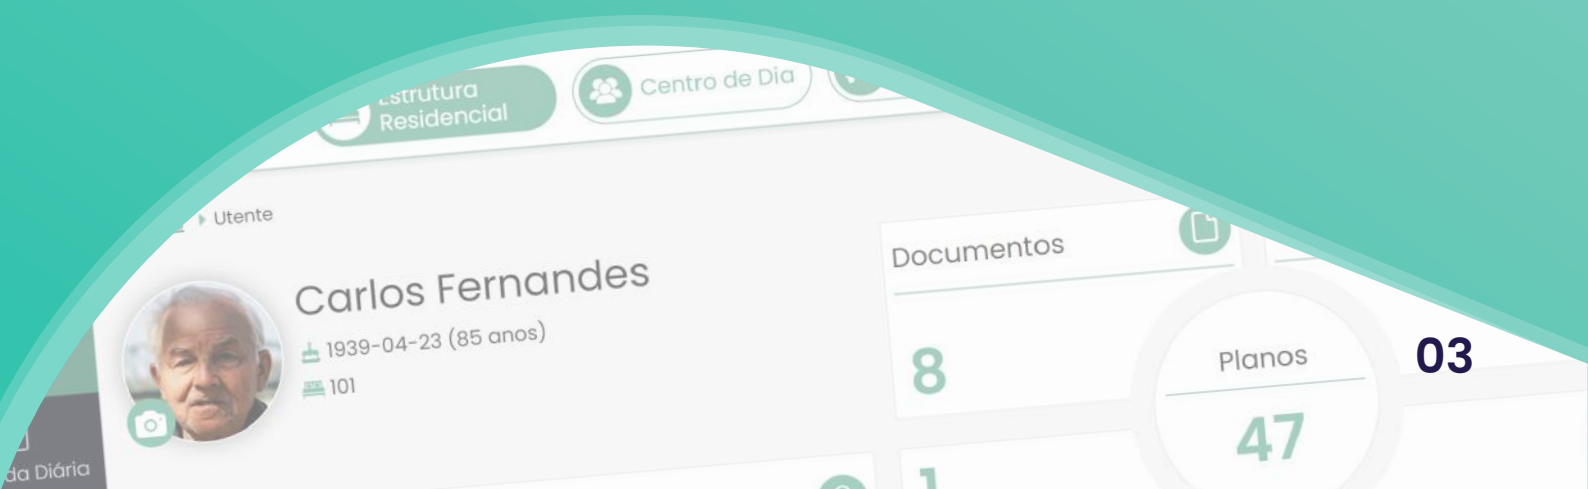 Estrutura
Residencial
Centro de Dia
Utente
Carlos Fernandes
1939-04-23 (85 anos)
101
Documentos
8
Planos
47
03
da Diária
1